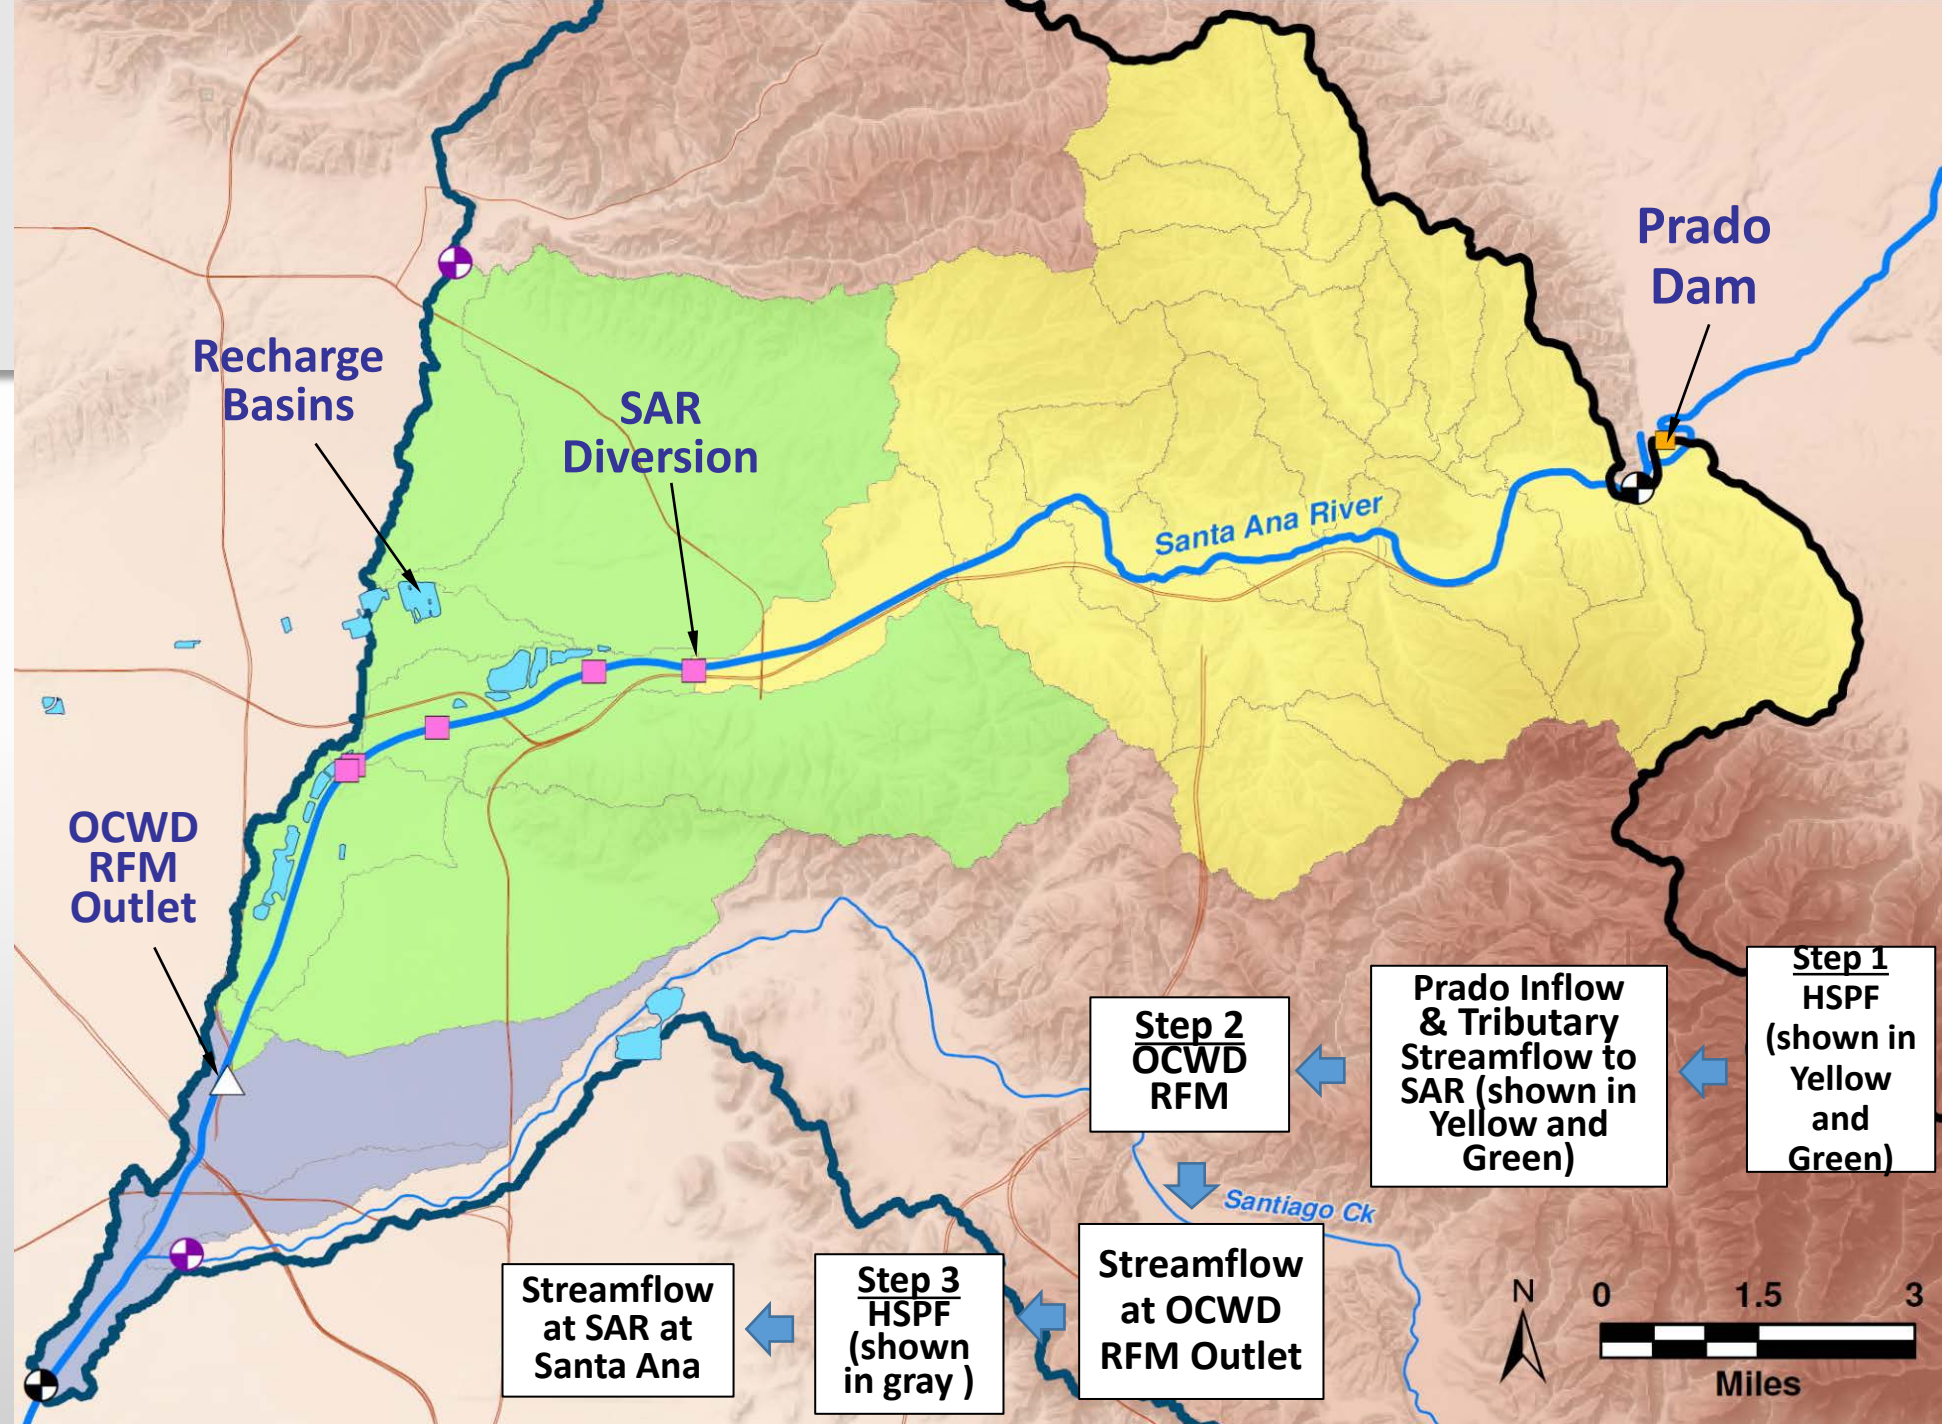 Prado
Dam
Recharge
Basins
SAR
Diversion
Santa Ana River
OCWD
RFM
Outlet
Step 1
HSPF
(shown in
Yellow
and
Green)
Prado Inflow
& Tributary
Streamflow to
SAR (shown in
Yellow and
Green)
Step 2
OCWD
RFM
Santiago Ck
Streamflow
at OCWD
RFM Outlet
Step 3
HSPF
(shown
in gray )
Streamflow
at SAR at
Santa Ana
N
0 1.5 3
Miles